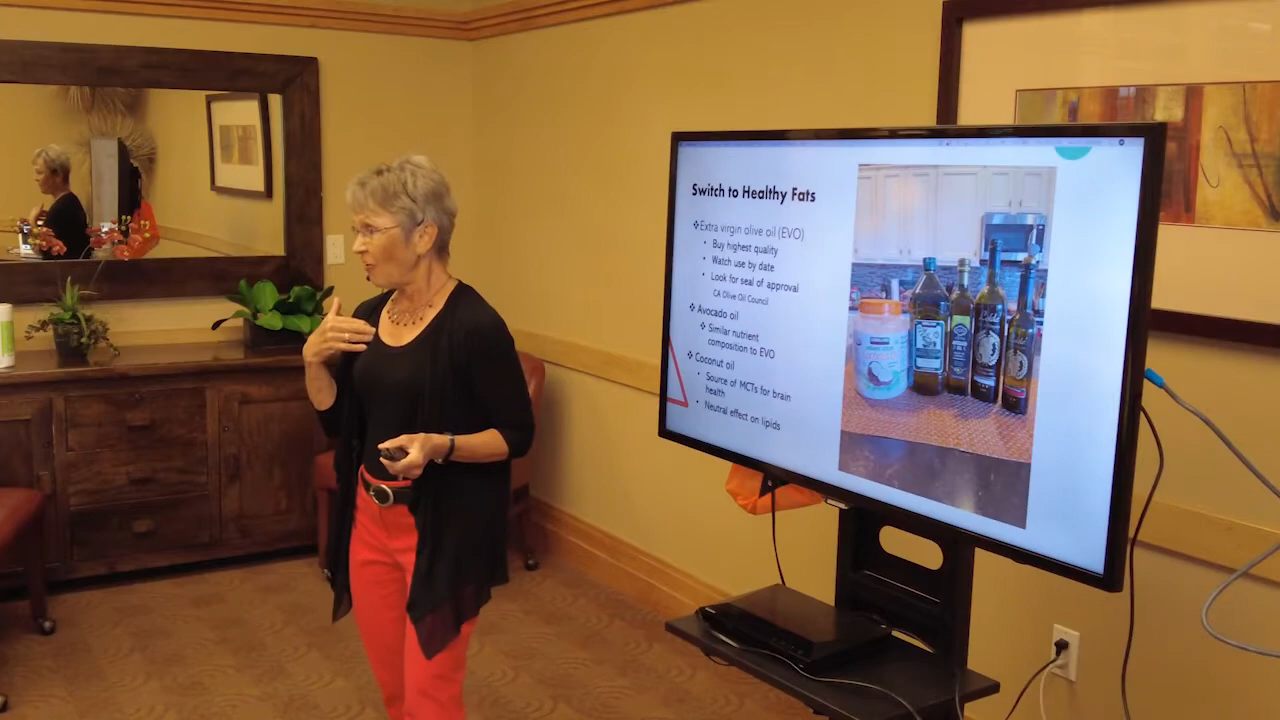 Switch to Healthy Fats
❖Extra virgin olive oil (EVO)
• Buy highest quality
• Watch use by date
• Look for seal of approval
CA Olive Oil Council
❖ Avocado oil
❖ Similar nutrient
composition to EVO
❖ Coconut oil
• Source of MCTs for brain
health
• Neutral effect on lipids